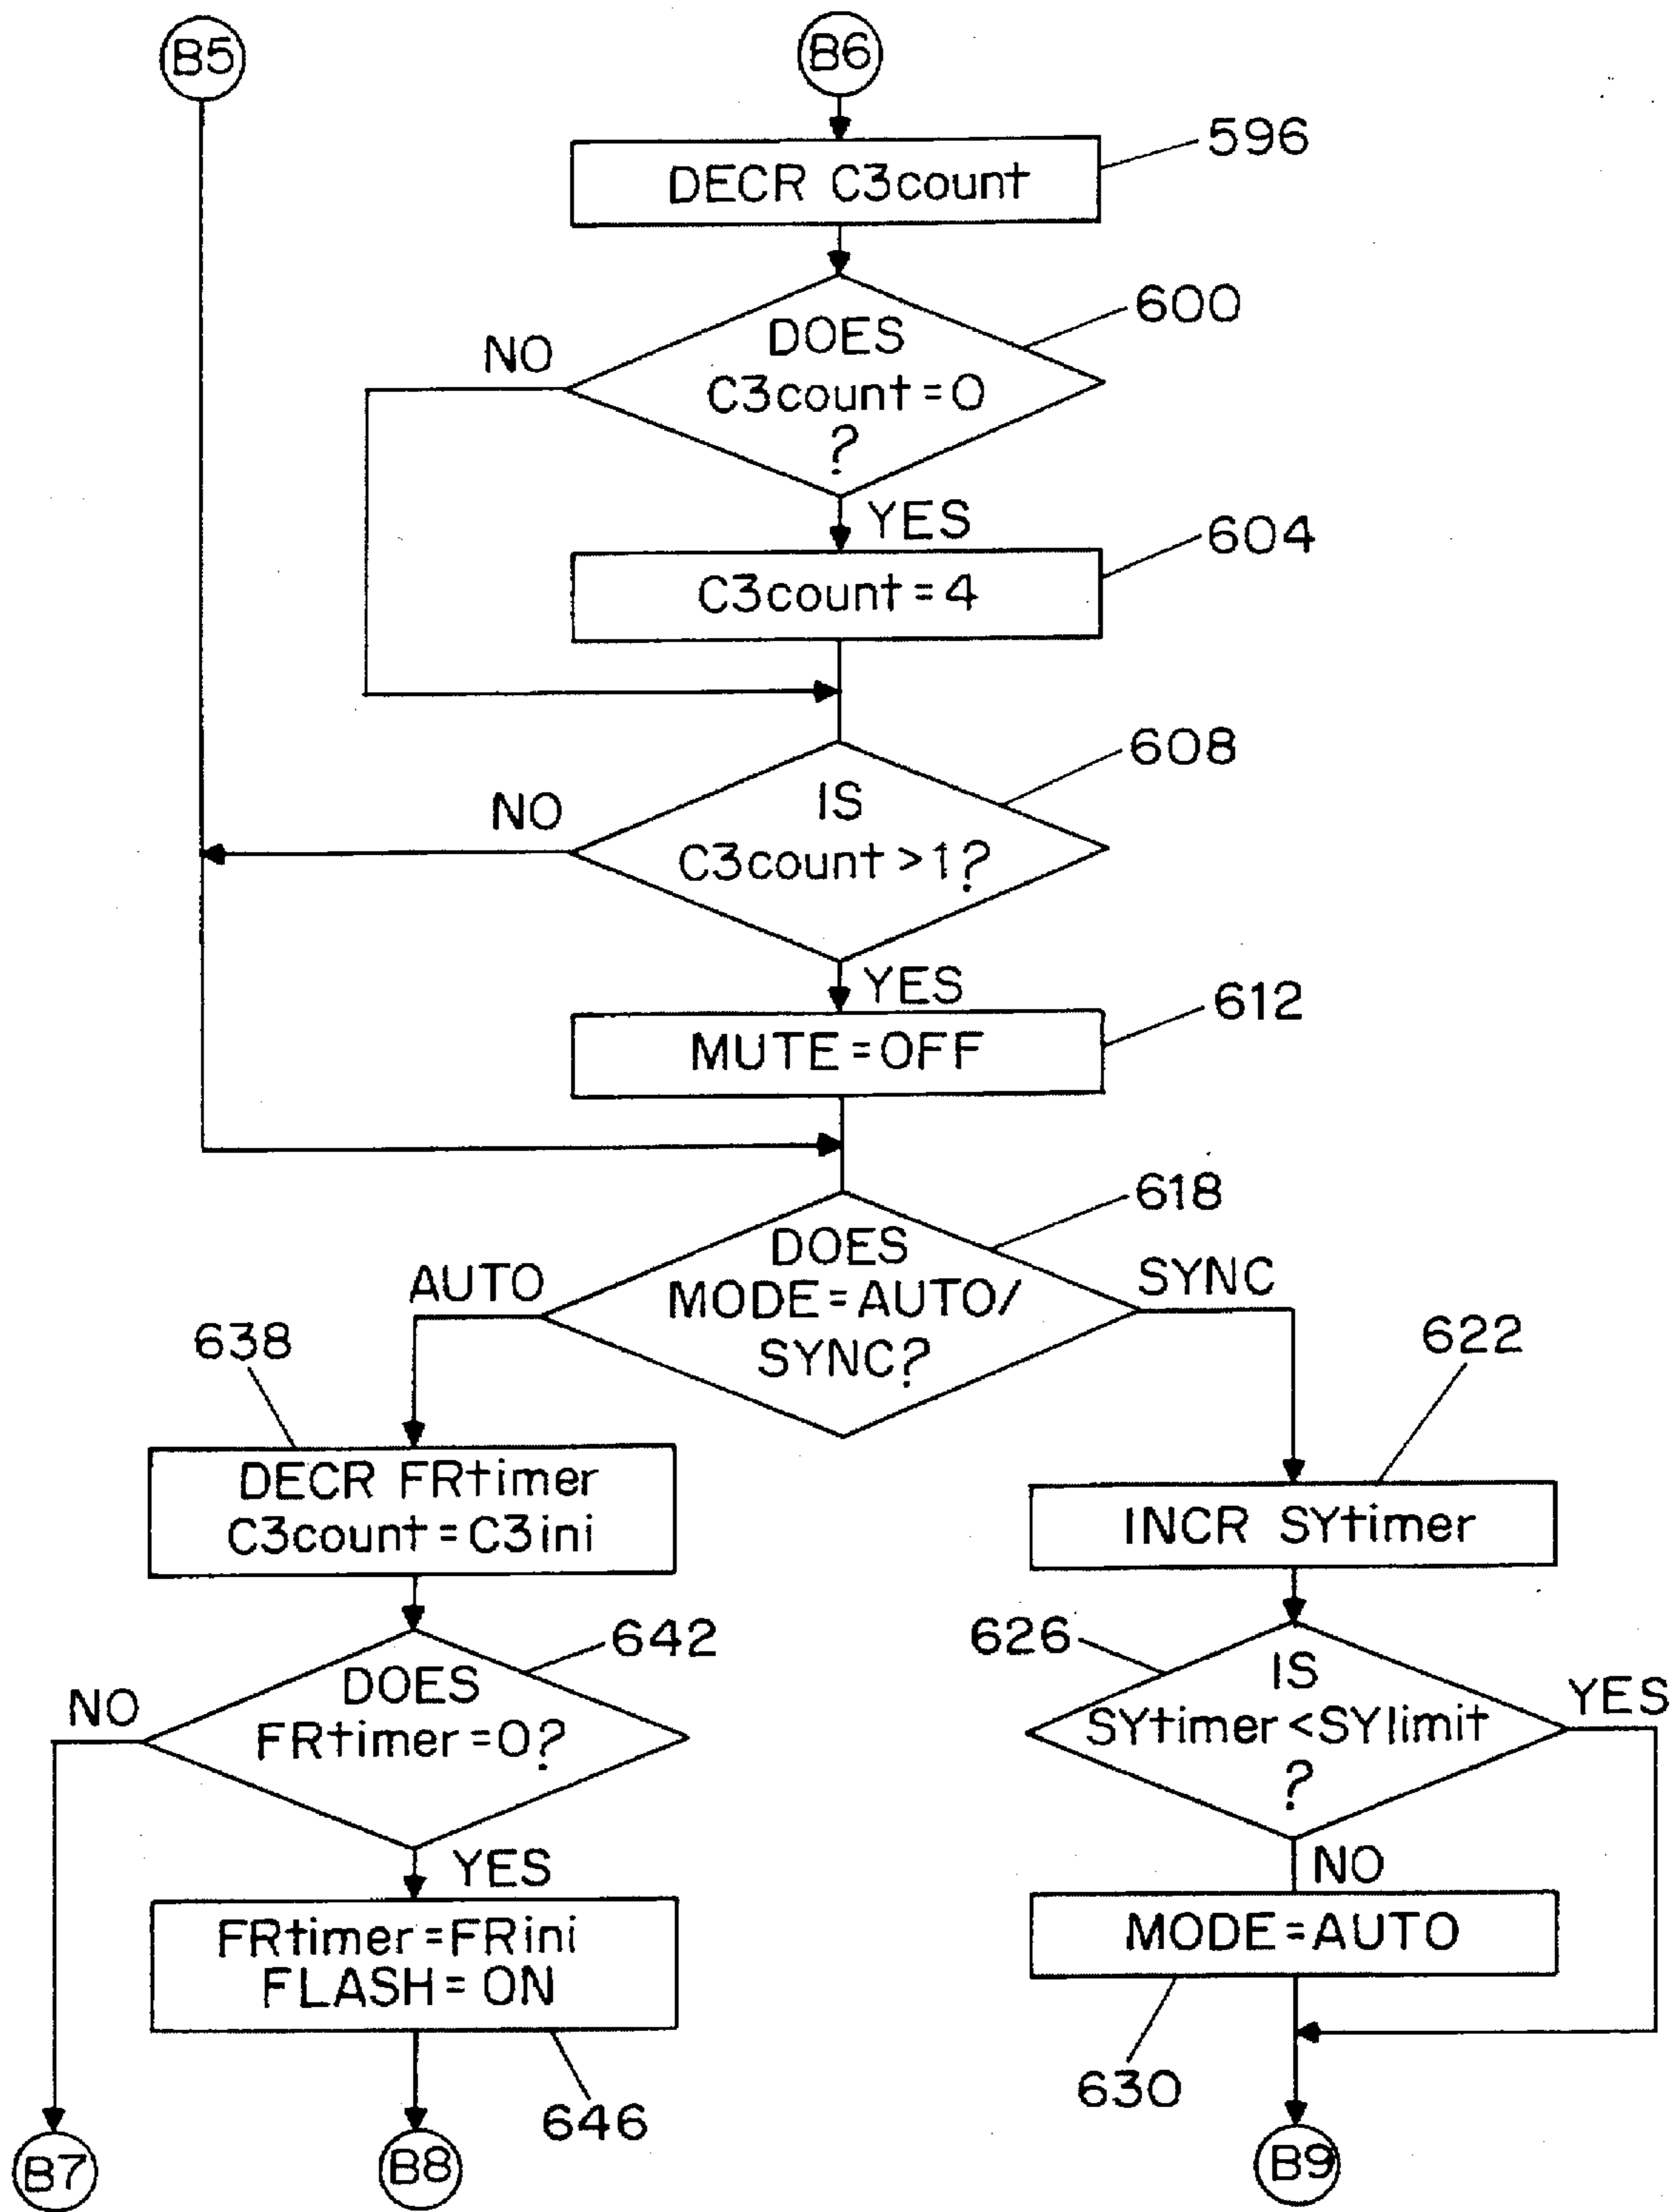 B5
B6
596
DECR C3count
600
NO
DOES
C3count=0
?
YES
604
C3count=4
608
NO
IS
C3count>1?
YES
612
MUTE=OFF
618
DOES
MODE=AUTO/
SYNC?
AUTO
SYNC
638
622
DECR FRtimer
C3count=C3ini
INCR SYtimer
642
626
DOES
FRtimer=0?
NO
IS
SYtimer<SYlimit
?
YES
YES
NO
FRtimer=FRini
FLASH=ON
MODE=AUTO
646
630
B7
B8
B9